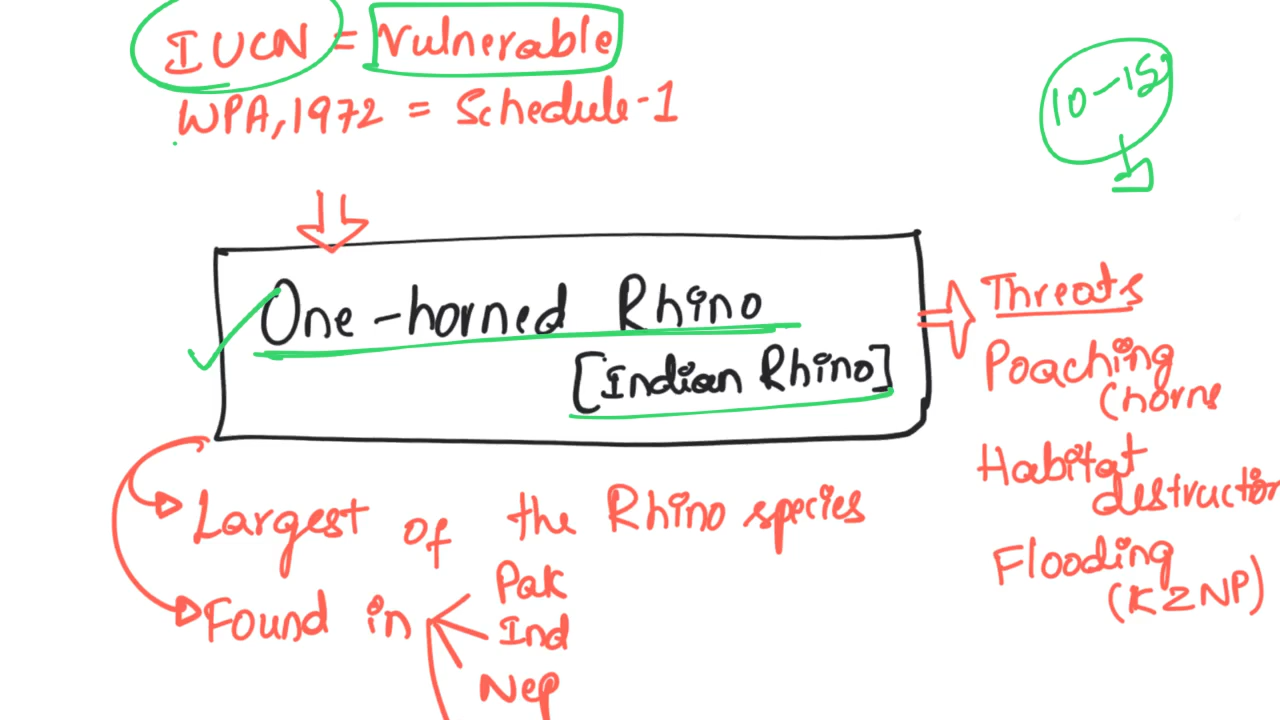 IUCN = Vulnerable
WPA, 1972 = Schedule-1
10-15
One-horned Rhino
[Indian Rhino]
Threats
Poaching
(horns
Habitat
destruction
Flooding
(KZNP)
Largest of the Rhino species
Found in
Pak
Ind
Nep